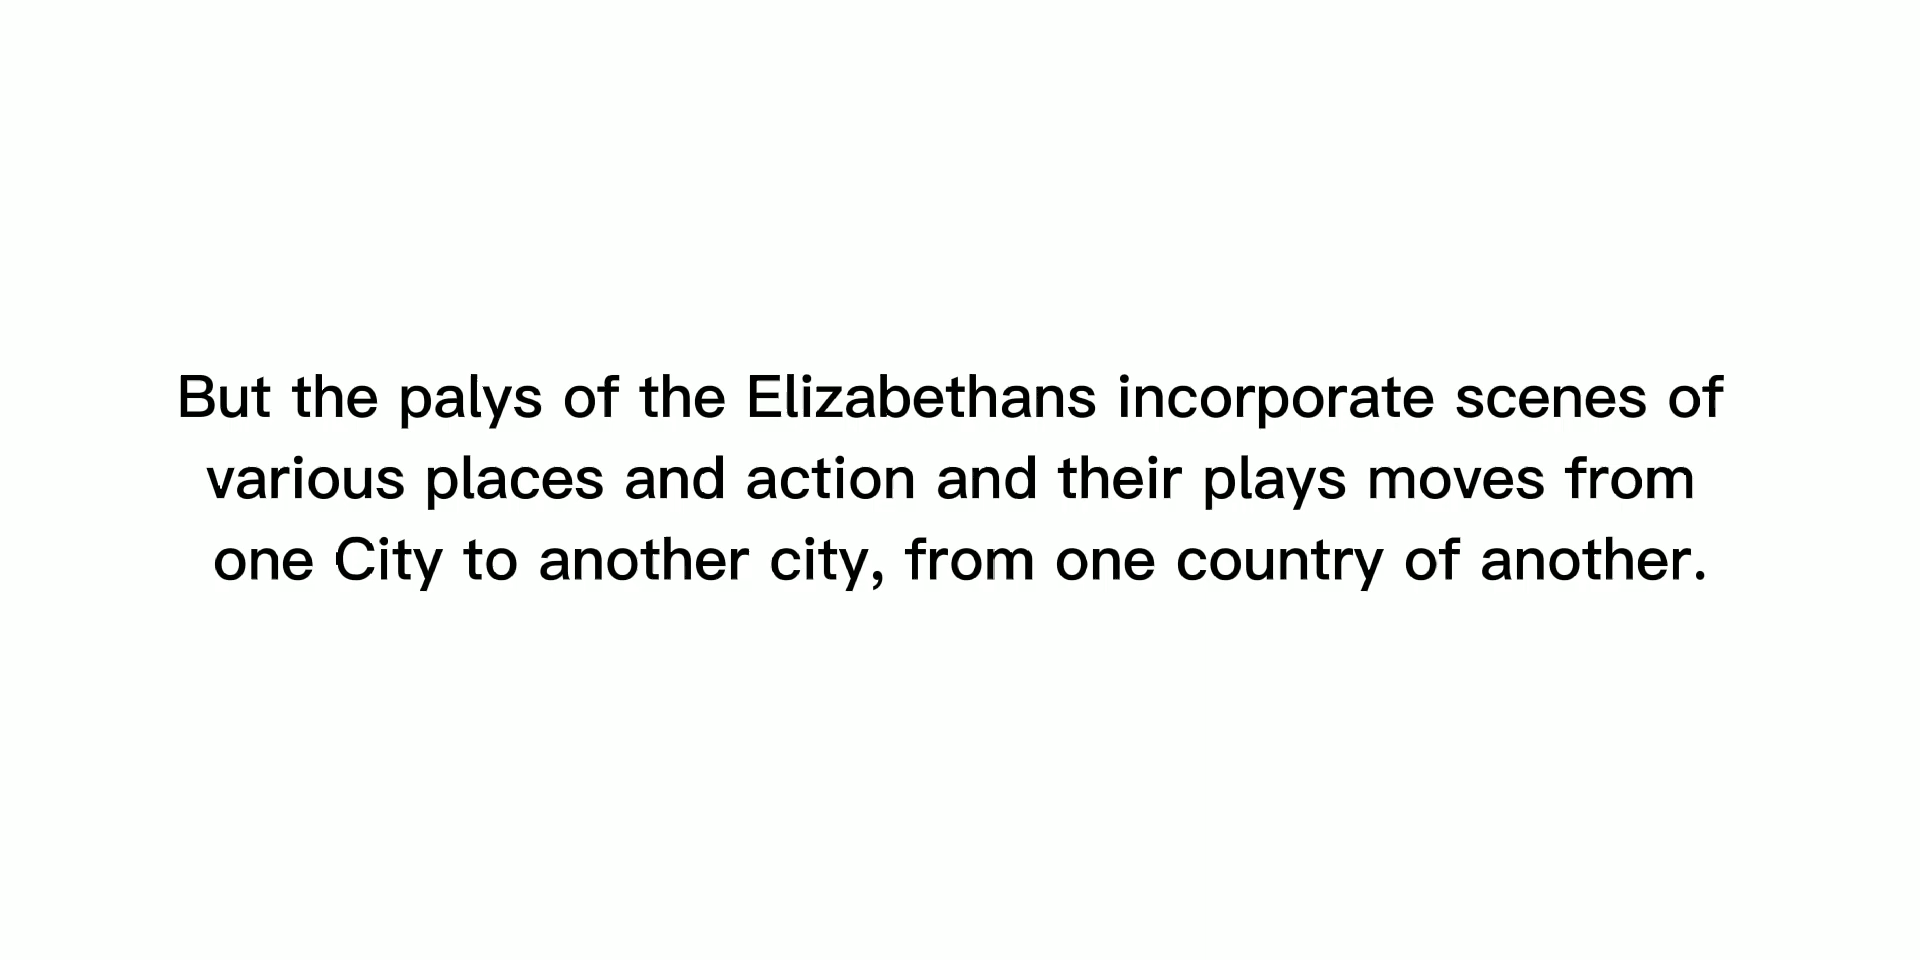 But the palys of the Elizabethans incorporate scenes of
various places and action and their plays moves from
one City to another city, from one country of another.